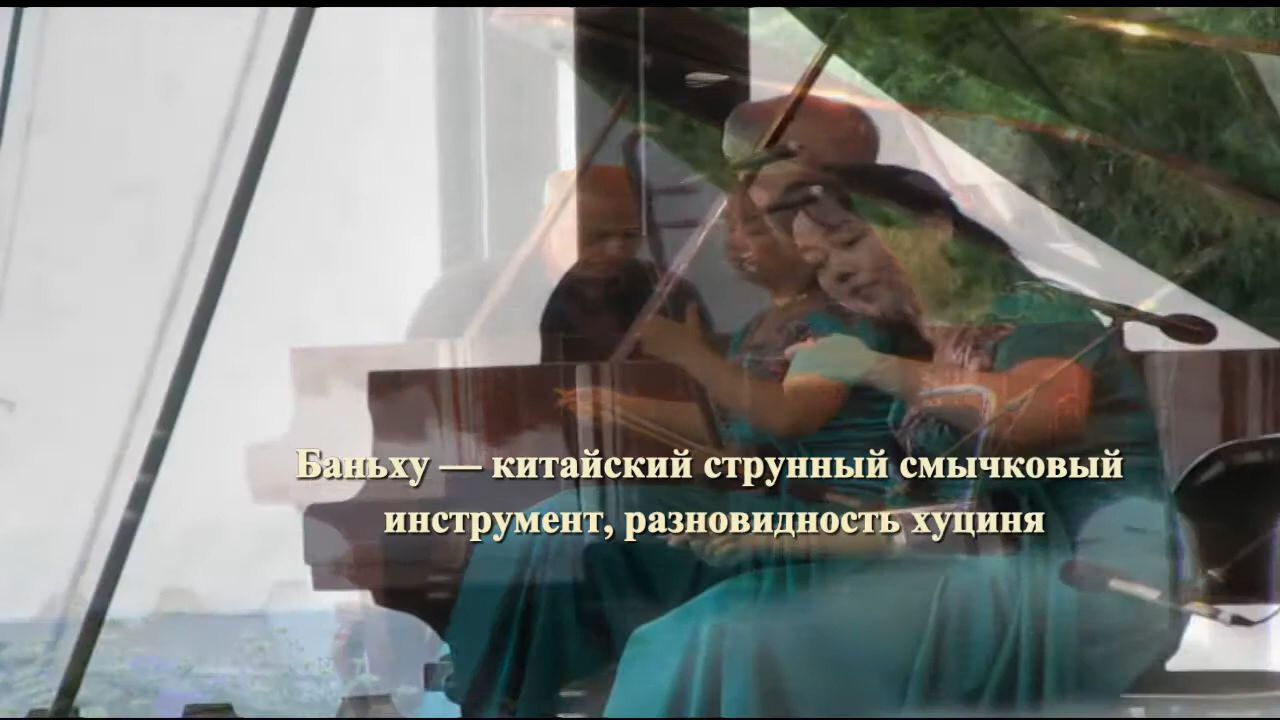 Баньху — китайский струнный смычковый
инструмент, разновидность хуциня